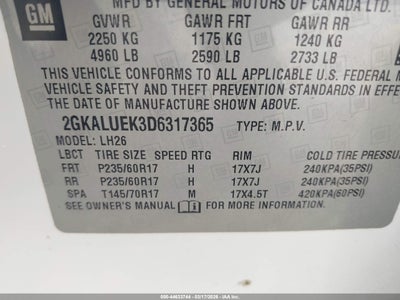 GM
MFD BY GENERAL MOTORS OF CANADA LTD.
GVWR GAWR FRT GAWR RR
2250 KG 1175 KG 1240 KG
4960 LB 2590 LB 2733 LB
THIS VEHICLE CONFORMS TO ALL APPLICABLE U.S. FEDERAL M
VEHICLE SAFETY AND THEFT PREVENTION STANDARDS IN EFFE
THE DATE OF MANUFACTURE SHOWN ABOVE.
2GKALUEK3D6317365 TYPE: M.P.V.
MODEL: LH26
LBCT TIRE SIZE SPEED RTG RIM COLD TIRE PRESSUR
FRT P235/60R17 H 17X7J 240KPA(35PSI)
RR P235/60R17 H 17X7J 240KPA(35PSI)
SPA T145/70R17 M 17X4.5T 420KPA(60PSI)
SEE OWNER'S MANUAL FOR MORE INFORMATION.